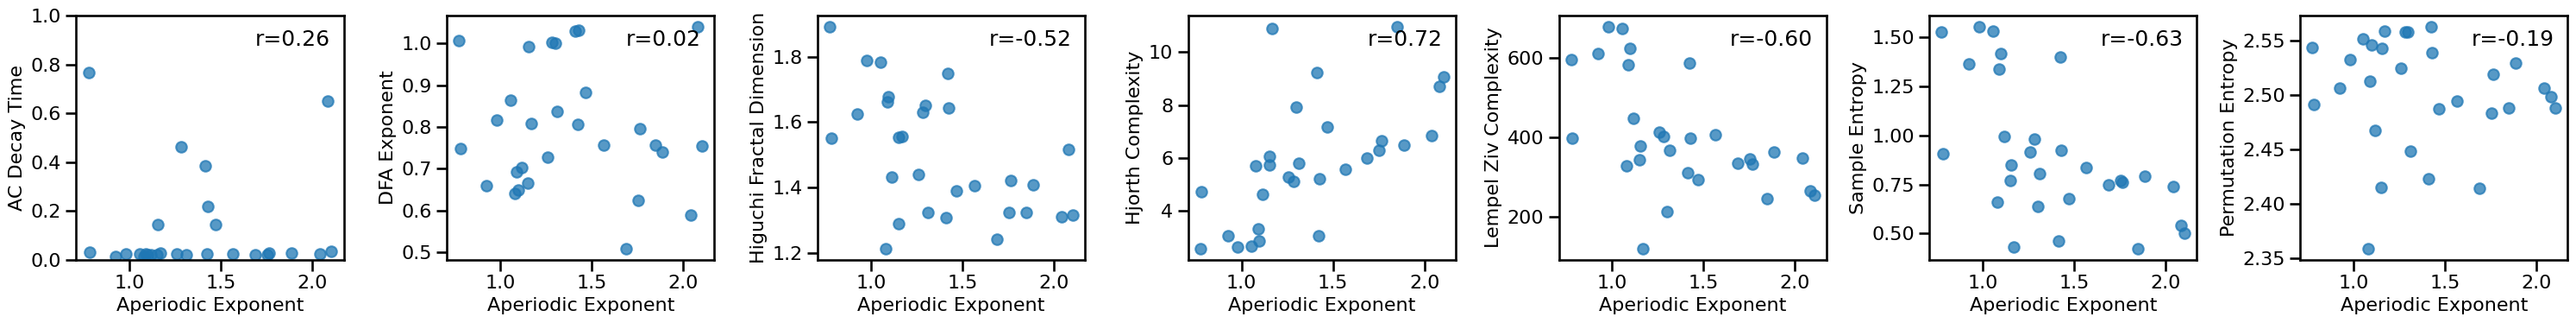 AC Decay Time
1.0
0.8
0.6
0.4
0.2
0.0
r=0.26
1.0
1.5
2.0
Aperiodic Exponent
DFA Exponent
1.0
0.9
0.8
0.7
0.6
0.5
r=0.02
1.0
1.5
2.0
Aperiodic Exponent
Higuchi Fractal Dimension
1.8
1.6
1.4
1.2
r=-0.52
1.0
1.5
2.0
Aperiodic Exponent
Hjorth Complexity
10
8
6
4
r=0.72
1.0
1.5
2.0
Aperiodic Exponent
Lempel Ziv Complexity
600
400
200
r=-0.60
1.0
1.5
2.0
Aperiodic Exponent
Sample Entropy
1.50
1.25
1.00
0.75
0.50
r=-0.63
1.0
1.5
2.0
Aperiodic Exponent
Permutation Entropy
2.55
2.50
2.45
2.40
2.35
r=-0.19
1.0
1.5
2.0
Aperiodic Exponent